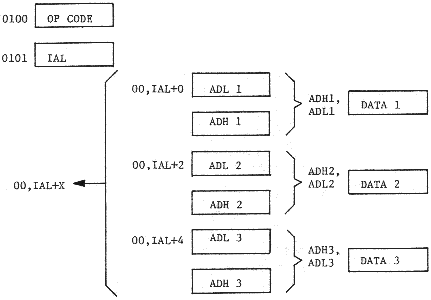 0100 OP CODE
0101 IAL
00,IAL+0 ADL 1
ADH 1
ADH1,
ADL1
DATA 1
00,IAL+2 ADL 2
ADH 2
ADH2,
ADL2
DATA 2
00,IAL+X
00,IAL+4 ADL 3
ADH 3
ADH3,
ADL3
DATA 3